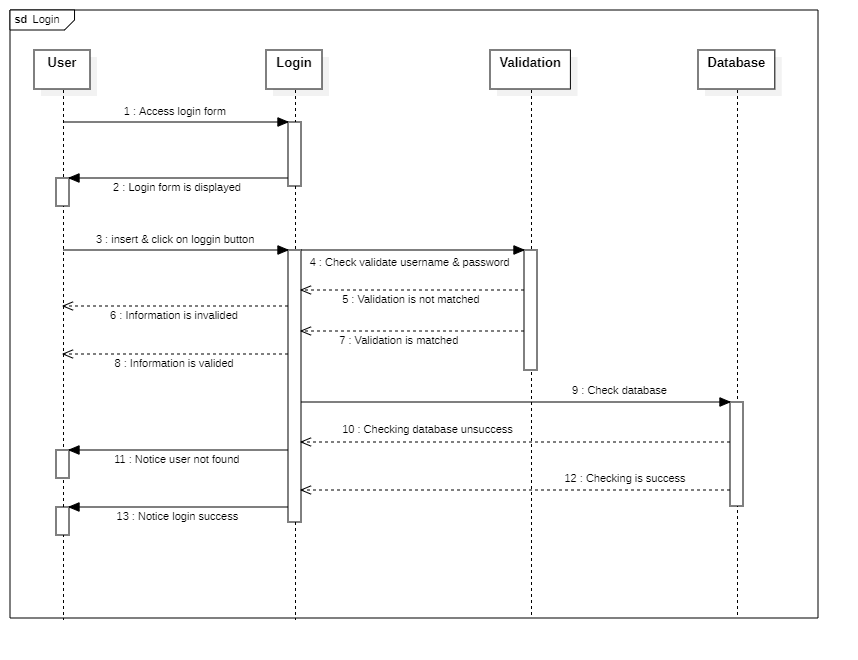 sd Login
User
Login
Validation
Database
1 : Access login form
2 : Login form is displayed
3 : insert & click on loggin button
4 : Check validate username & password
5 : Validation is not matched
6 : Information is invalided
7 : Validation is matched
8 : Information is valided
9 : Check database
10 : Checking database unsuccess
11 : Notice user not found
12 : Checking is success
13 : Notice login success